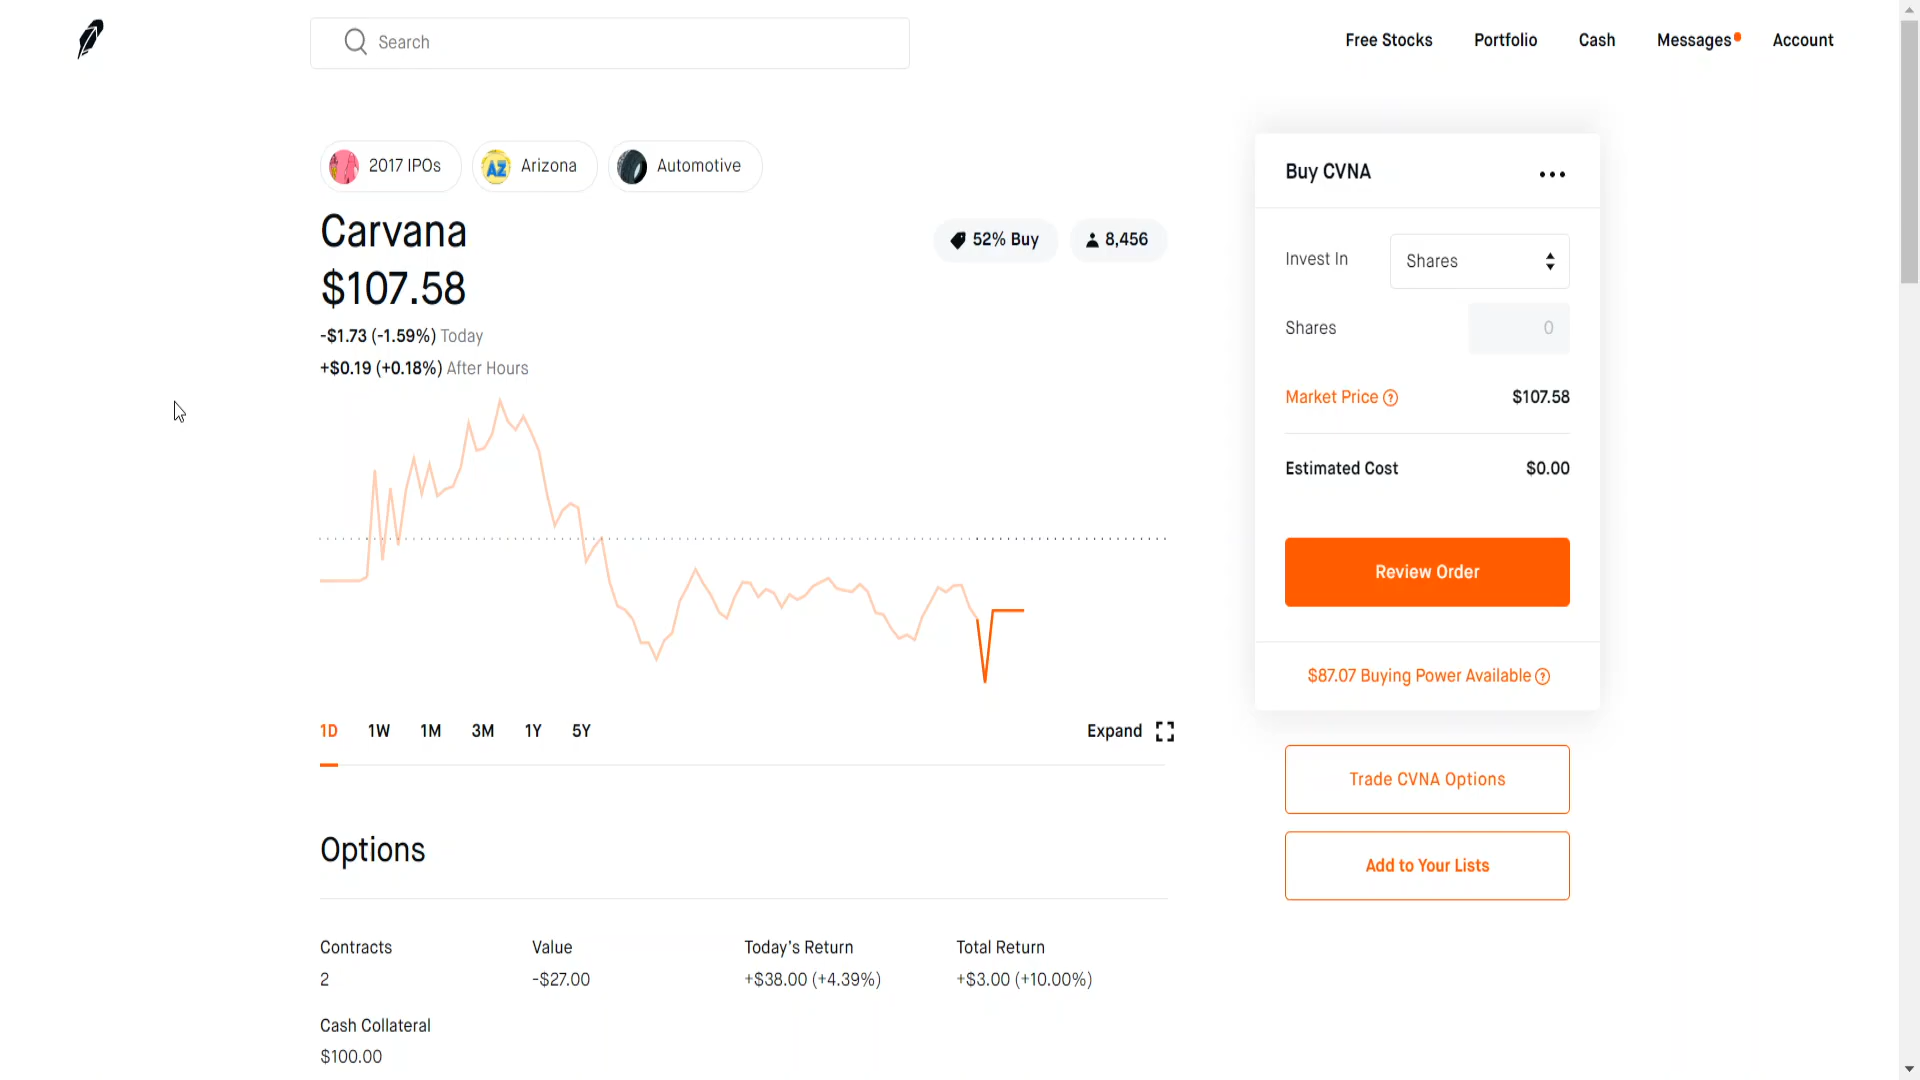 Search
Free Stocks Portfolio Cash Messages Account
2017 IPOs AZ Arizona Automotive
Carvana
52% Buy 8,456
$107.58
-$1.73 (-1.59%) Today
+$0.19 (+0.18%) After Hours
1D 1W 1M 3M 1Y 5Y Expand
Options
Contracts Value Today's Return Total Return
2 -$27.00 +$38.00 (+4.39%) +$3.00 (+10.00%)
Cash Collateral
$100.00
Buy CVNA
Invest In Shares
Shares 0
Market Price ? $107.58
Estimated Cost $0.00
Review Order
$87.07 Buying Power Available ?
Trade CVNA Options
Add to Your Lists